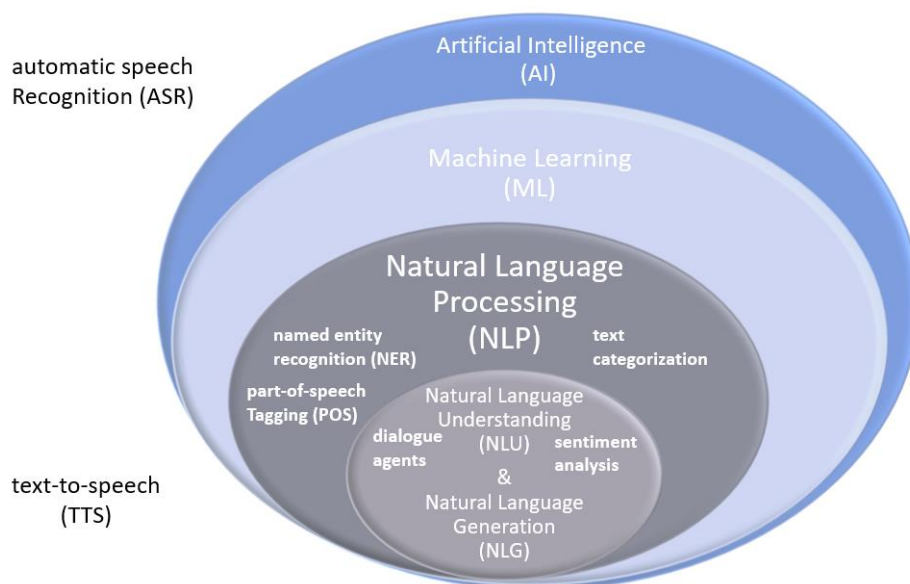 Artificial Intelligence
(AI)
automatic speech
Recognition (ASR)
Machine Learning
(ML)
Natural Language
Processing
(NLP)
named entity
recognition (NER)
text
categorization
part-of-speech
Tagging (POS)
Natural Language
Understanding
(NLU)
dialogue
agents
sentiment
analysis
&
Natural Language
Generation
(NLG)
text-to-speech
(TTS)